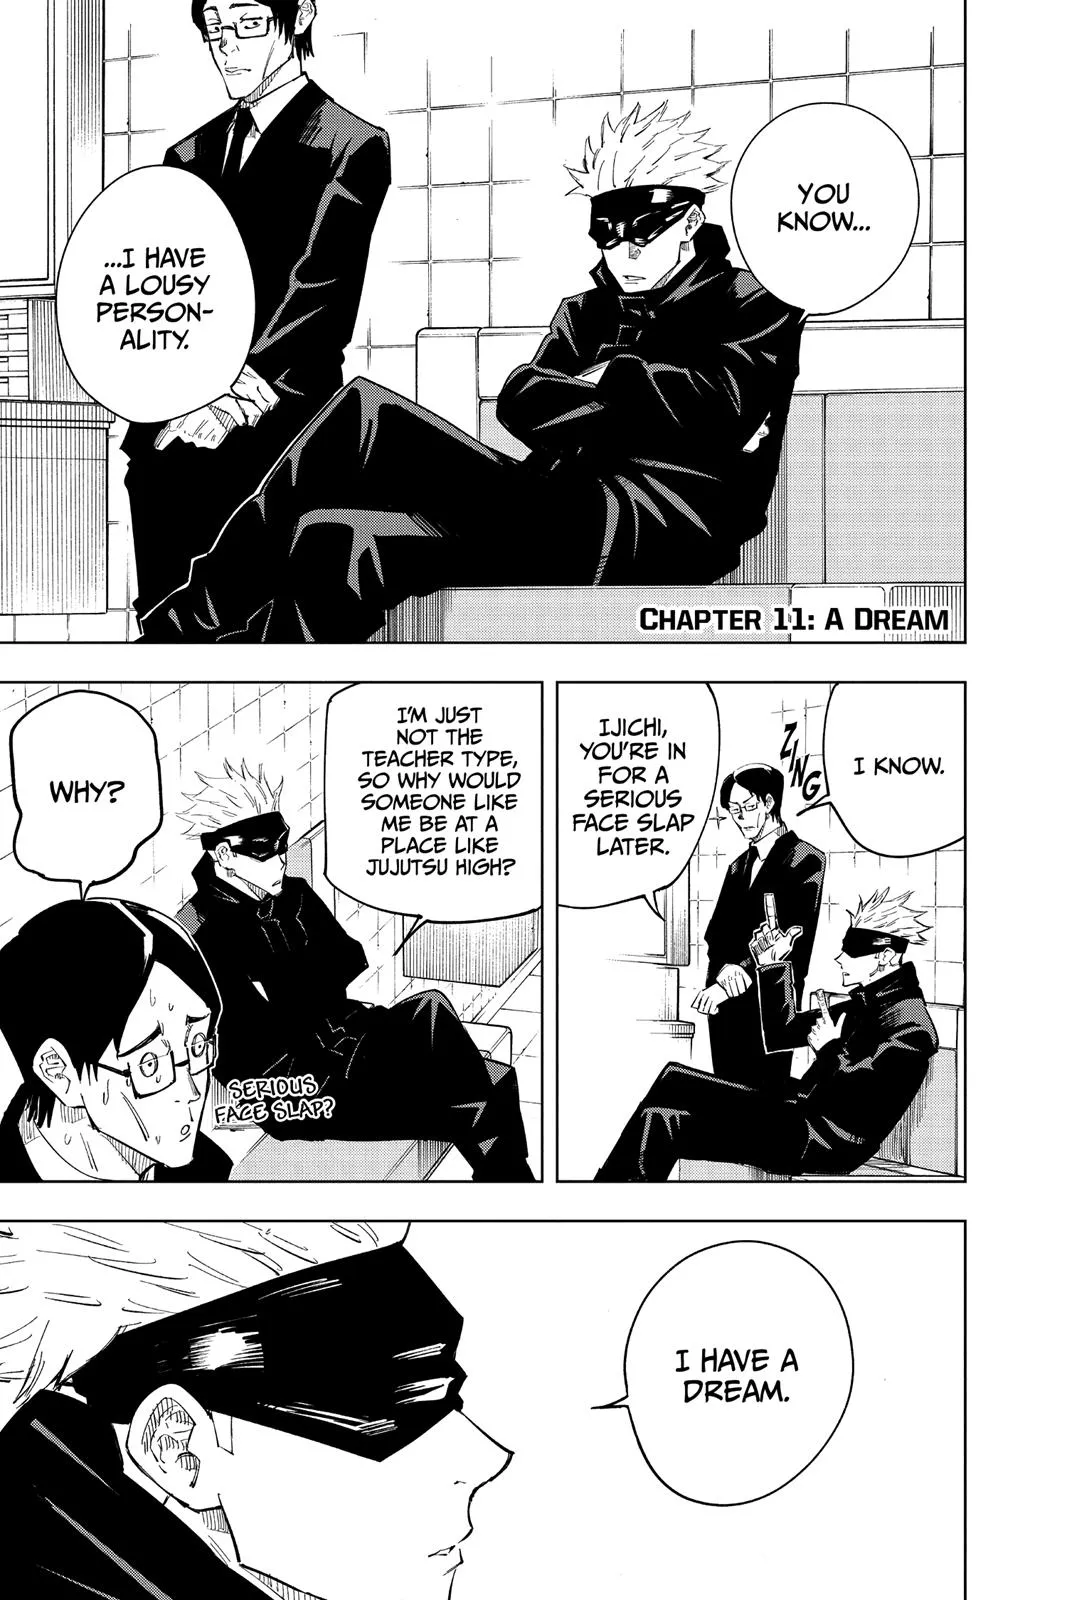 YOU
KNOW...
...I HAVE
A LOUSY
PERSON-
ALITY.
CHAPTER 11: A DREAM
I KNOW.
ZING
IJICHI,
YOU'RE IN
FOR A
SERIOUS
FACE SLAP
LATER.
I'M JUST
NOT THE
TEACHER TYPE,
SO WHY WOULD
SOMEONE LIKE
ME BE AT A
PLACE LIKE
JUJUTSU HIGH?
WHY?
SERIOUS
FACE SLAP?
I HAVE A
DREAM.